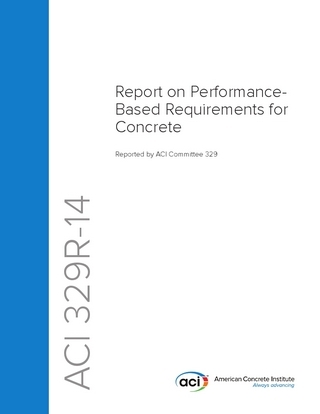 Report on Performance-
Based Requirements for
Concrete
Reported by ACI Committee 329
ACI 329R-14
aci
American Concrete Institute
Always advancing